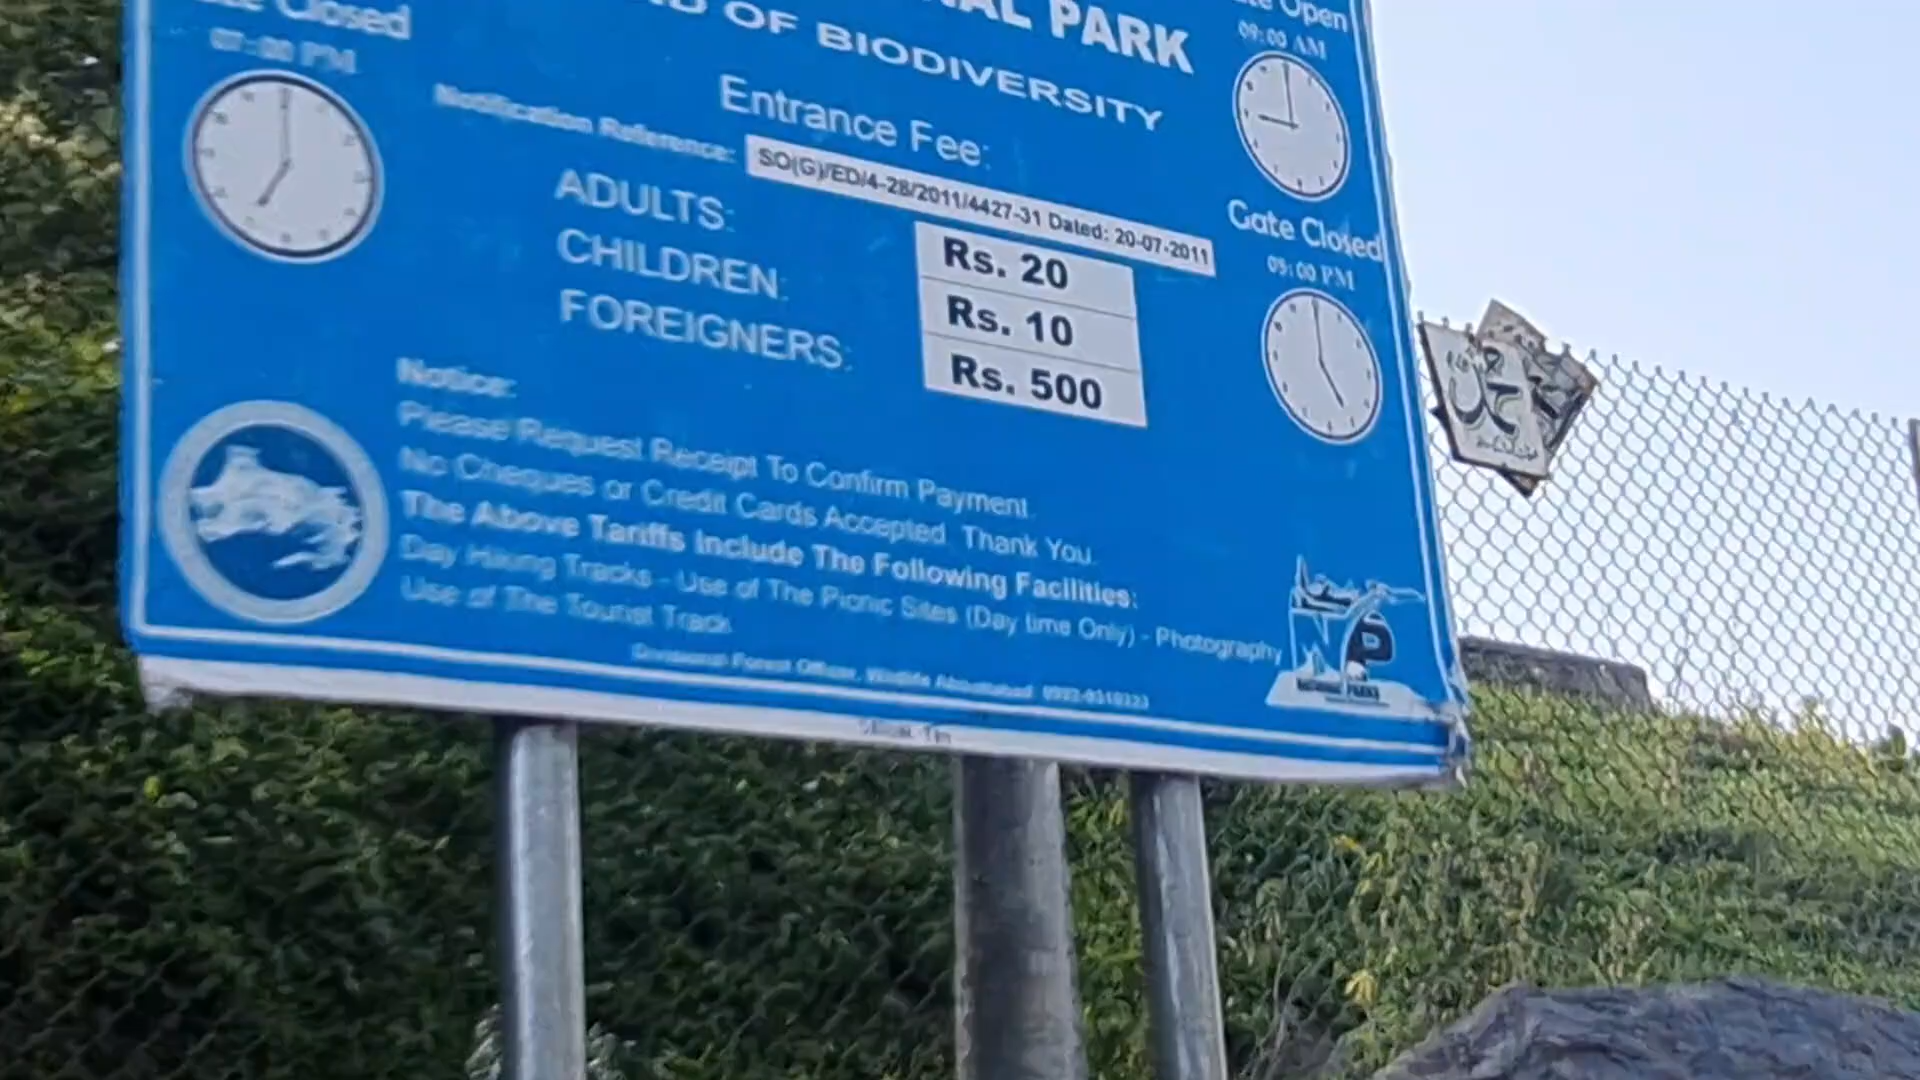 NAL PARK
OF BIODIVERSITY
Closed
07:00 PM
Open
09:00 AM
Entrance Fee:
Notification Reference: SO(G)/ED/4-28/2011/4427-31 Dated: 20-07-2011
ADULTS: Rs. 20
CHILDREN: Rs. 10
FOREIGNERS: Rs. 500
Gate Closed
05:00 PM
Notice:
Please Request Receipt To Confirm Payment.
No Cheques or Credit Cards Accepted. Thank You.
The Above Tariffs Include The Following Facilities:
Day Hiking Tracks - Use of The Picnic Sites (Day time Only) - Photography
Use of The Tourist Track
Divisional Forest Officer, Wildlife Abbottabad
NP
NATIONAL PARKS
محمد